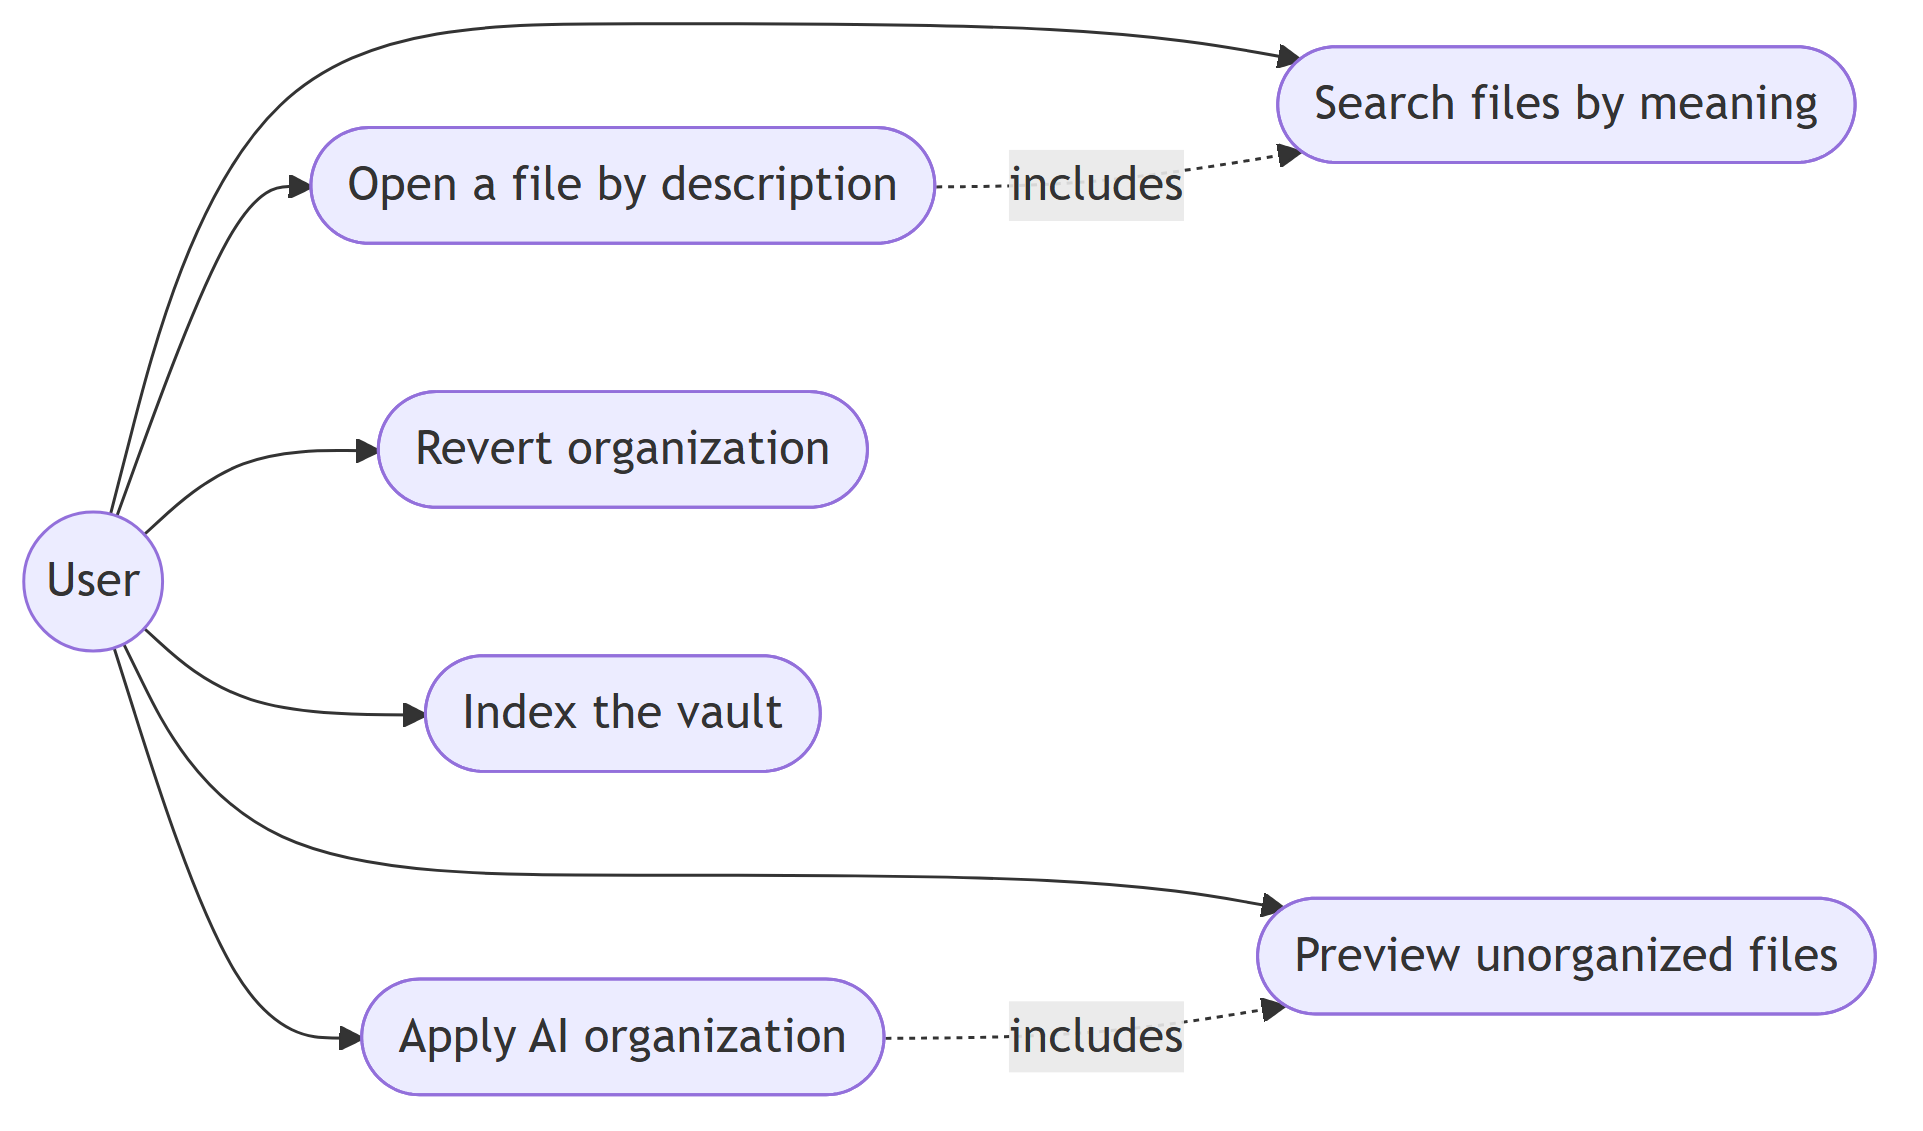 Search files by meaning
Open a file by description
includes
Revert organization
User
Index the vault
Preview unorganized files
Apply AI organization
includes